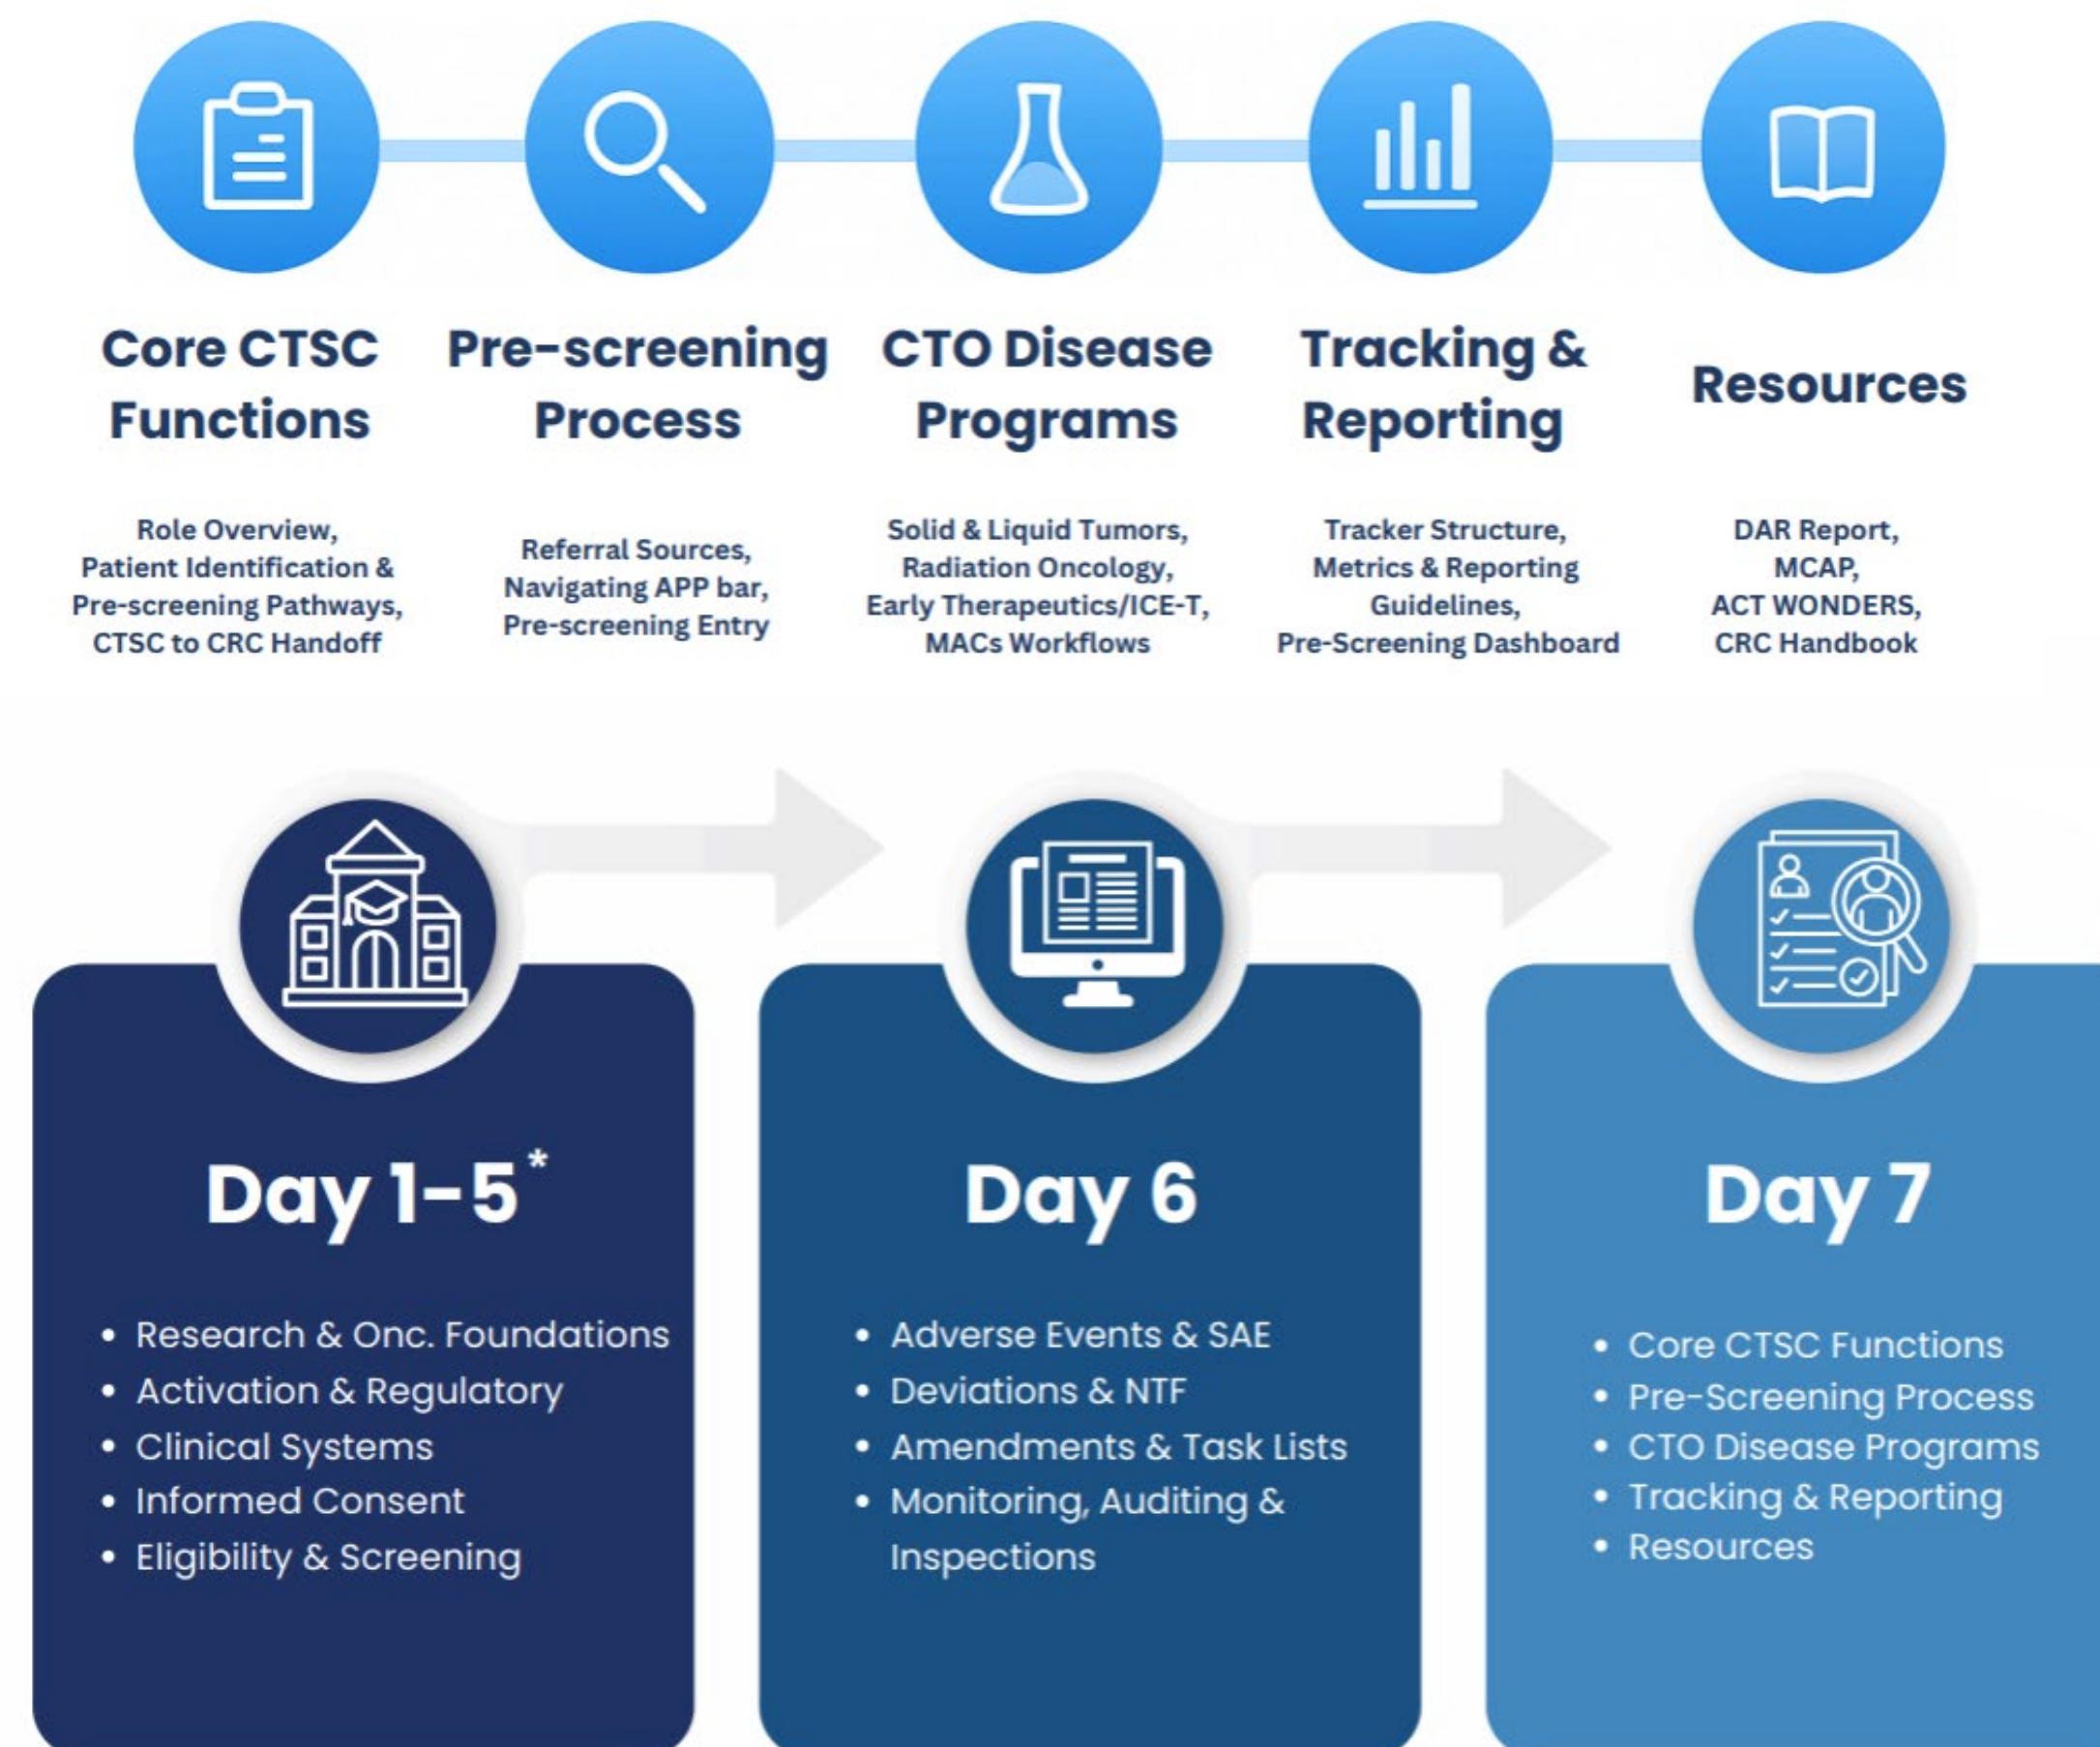 Core CTSC
Functions
Pre-screening
Process
CTO Disease
Programs
Tracking &
Reporting
Resources
Role Overview,
Patient Identification &
Pre-screening Pathways,
CTSC to CRC Handoff
Referral Sources,
Navigating APP bar,
Pre-screening Entry
Solid & Liquid Tumors,
Radiation Oncology,
Early Therapeutics/ICE-T,
MACs Workflows
Tracker Structure,
Metrics & Reporting
Guidelines,
Pre-Screening Dashboard
DAR Report,
MCAP,
ACT WONDERS,
CRC Handbook
Day 1-5*
• Research & Onc. Foundations
• Activation & Regulatory
• Clinical Systems
• Informed Consent
• Eligibility & Screening
Day 6
• Adverse Events & SAE
• Deviations & NTF
• Amendments & Task Lists
• Monitoring, Auditing &
Inspections
Day 7
• Core CTSC Functions
• Pre-Screening Process
• CTO Disease Programs
• Tracking & Reporting
• Resources